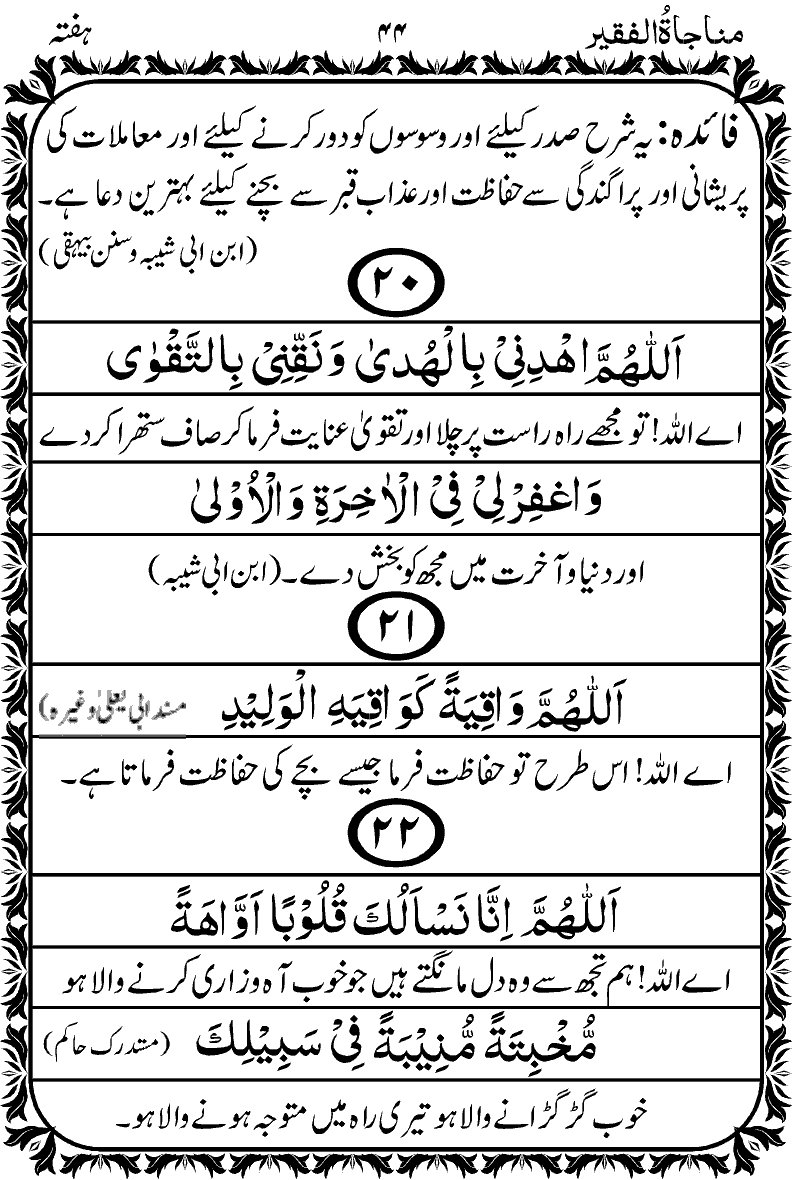 مناجاۃُالفقیر ۴۴ ہفتہ
فائدہ: یہ شرح صدر کیلئے اور وسوسوں کو دور کرنے کیلئے اور معاملات کی
پریشانی اور پراگندگی سے حفاظت اور عذاب قبر سے بچنے کیلئے بہترین دعا ہے۔
(ابن ابی شیبہ وسنن بیہقی)
۲۰
اَللّٰهُمَّ اهْدِنِيْ بِالْهُدىٰ وَنَقِّنِيْ بِالتَّقْوٰى
اے اللہ! تو مجھے راہ راست پر چلا اور تقویٰ عنایت فرما کر صاف ستھرا کردے
وَاغْفِرْلِيْ فِي الْاٰخِرَةِ وَالْاُوْلىٰ
اور دنیا و آخرت میں مجھ کو بخش دے۔ (ابن ابی شیبہ)
۲۱
اَللّٰهُمَّ وَاقِيَةً كَوَاقِيَهِ الْوَلِيْدِ مسند ابی یعلیٰ وغیرہ)
اے اللہ! اس طرح تو حفاظت فرما جیسے بچے کی حفاظت فرماتا ہے۔
۲۲
اَللّٰهُمَّ اِنَّا نَسْاَلُكَ قُلُوْبًا اَوَّاهَةً
اے اللہ! ہم تجھ سے وہ دل مانگتے ہیں جو خوب آہ وزاری کرنے والا ہو
مُّخْبِتَةً مُّنِيْبَةً فِيْ سَبِيْلِكَ (مستدرک حاکم)
خوب گڑگڑانے والا ہو تیری راہ میں متوجہ ہونے والا ہو۔